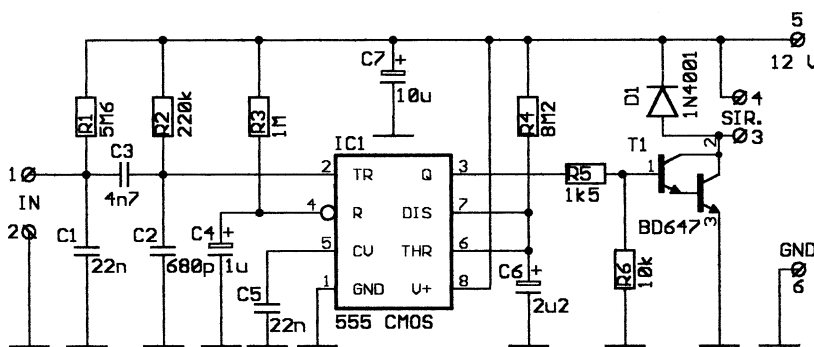 5
12 V
C7
+
10u
R1
5M6
R2
220k
R3
1M
R4
8M2
D1
1N4001
4
SIR.
3
2
T1
1
IC1
C3
4n7
1
IN
2
2
TR
Q
3
R5
1k5
4
R
DIS
7
BD647
3
C1
22n
C2
680p
C4
+
1u
5
CV
THR
6
C6
+
2u2
R6
10k
GND
6
C5
22n
1
GND
V+
8
555 CMOS